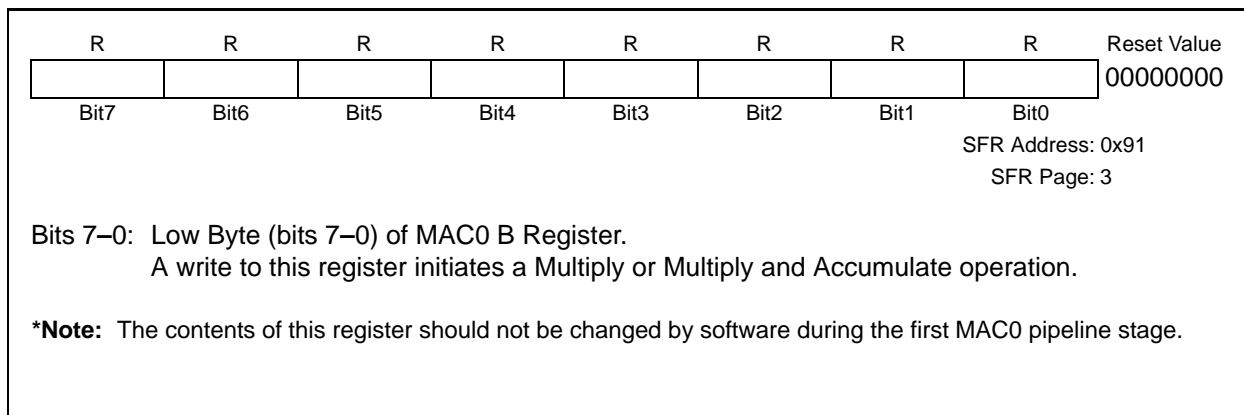 R R R R R R R R Reset Value
00000000
Bit7 Bit6 Bit5 Bit4 Bit3 Bit2 Bit1 Bit0
SFR Address: 0x91
SFR Page: 3
Bits 7–0: Low Byte (bits 7–0) of MAC0 B Register.
A write to this register initiates a Multiply or Multiply and Accumulate operation.
*Note: The contents of this register should not be changed by software during the first MAC0 pipeline stage.